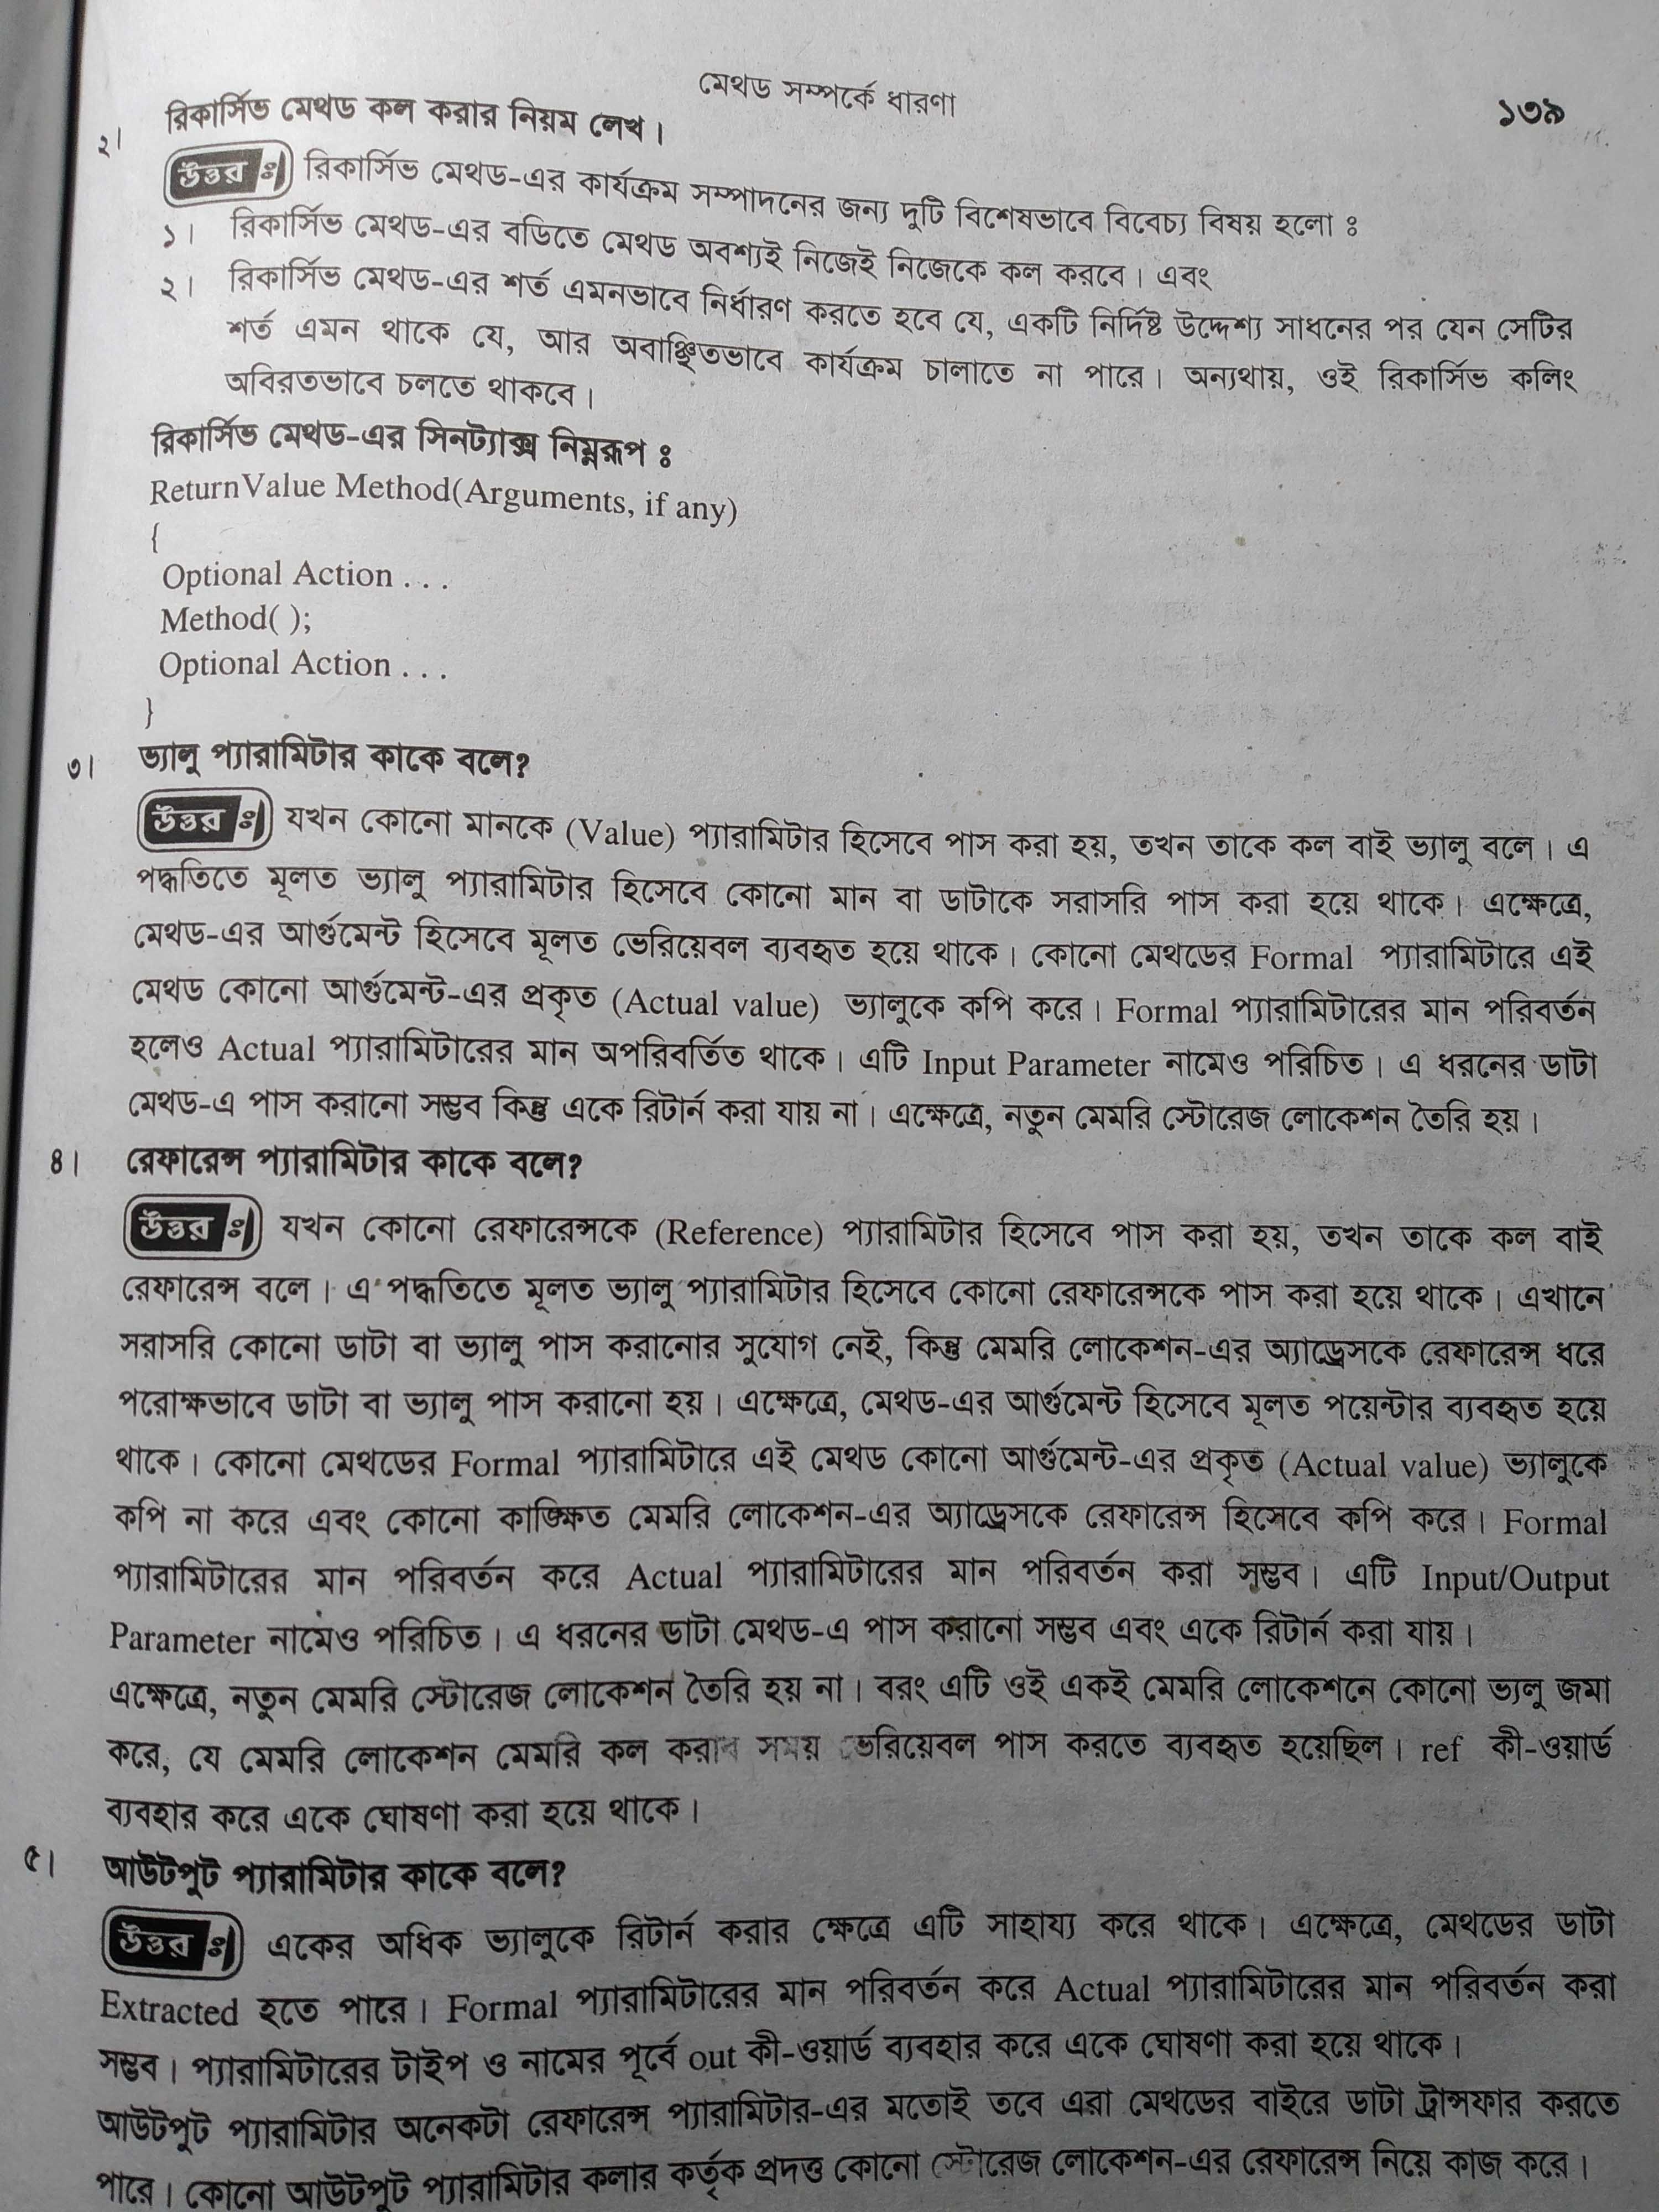 মেথড সম্পর্কে ধারণা
১৩৯
২। রিকার্সিভ মেথড কল করার নিয়ম লেখ।
উত্তর ঃ রিকার্সিভ মেথড-এর কার্যক্রম সম্পাদনের জন্য দুটি বিশেষভাবে বিবেচ্য বিষয় হলো ঃ
১। রিকার্সিভ মেথড-এর বডিতে মেথড অবশ্যই নিজেই নিজেকে কল করবে। এবং
২। রিকার্সিভ মেথড-এর শর্ত এমনভাবে নির্ধারণ করতে হবে যে, একটি নির্দিষ্ট উদ্দেশ্য সাধনের পর যেন সেটির
শর্ত এমন থাকে যে, আর অবাঞ্ছিতভাবে কার্যক্রম চালাতে না পারে। অন্যথায়, ওই রিকার্সিভ কলিং
অবিরতভাবে চলতে থাকবে।
রিকার্সিভ মেথড-এর সিনট্যাক্স নিম্নরূপ ঃ
ReturnValue Method(Arguments, if any)
{
Optional Action . . .
Method( );
Optional Action . . .
}
৩। ভ্যালু প্যারামিটার কাকে বলে?
উত্তর ঃ যখন কোনো মানকে (Value) প্যারামিটার হিসেবে পাস করা হয়, তখন তাকে কল বাই ভ্যালু বলে। এ
পদ্ধতিতে মূলত ভ্যালু প্যারামিটার হিসেবে কোনো মান বা ডাটাকে সরাসরি পাস করা হয়ে থাকে। এক্ষেত্রে,
মেথড-এর আর্গুমেন্ট হিসেবে মূলত ভেরিয়েবল ব্যবহৃত হয়ে থাকে। কোনো মেথডের Formal প্যারামিটারে এই
মেথড কোনো আর্গুমেন্ট-এর প্রকৃত (Actual value) ভ্যালুকে কপি করে। Formal প্যারামিটারের মান পরিবর্তন
হলেও Actual প্যারামিটারের মান অপরিবর্তিত থাকে। এটি Input Parameter নামেও পরিচিত। এ ধরনের ডাটা
মেথড-এ পাস করানো সম্ভব কিন্তু একে রিটার্ন করা যায় না। এক্ষেত্রে, নতুন মেমরি স্টোরেজ লোকেশন তৈরি হয়।
৪। রেফারেন্স প্যারামিটার কাকে বলে?
উত্তর ঃ যখন কোনো রেফারেন্সকে (Reference) প্যারামিটার হিসেবে পাস করা হয়, তখন তাকে কল বাই
রেফারেন্স বলে। এ পদ্ধতিতে মূলত ভ্যালু প্যারামিটার হিসেবে কোনো রেফারেন্সকে পাস করা হয়ে থাকে। এখানে
সরাসরি কোনো ডাটা বা ভ্যালু পাস করানোর সুযোগ নেই, কিন্তু মেমরি লোকেশন-এর অ্যাড্রেসকে রেফারেন্স ধরে
পরোক্ষভাবে ডাটা বা ভ্যালু পাস করানো হয়। এক্ষেত্রে, মেথড-এর আর্গুমেন্ট হিসেবে মূলত পয়েন্টার ব্যবহৃত হয়ে
থাকে। কোনো মেথডের Formal প্যারামিটারে এই মেথড কোনো আর্গুমেন্ট-এর প্রকৃত (Actual value) ভ্যালুকে
কপি না করে এবং কোনো কাঙ্ক্ষিত মেমরি লোকেশন-এর অ্যাড্রেসকে রেফারেন্স হিসেবে কপি করে। Formal
প্যারামিটারের মান পরিবর্তন করে Actual প্যারামিটারের মান পরিবর্তন করা সম্ভব। এটি Input/Output
Parameter নামেও পরিচিত। এ ধরনের ডাটা মেথড-এ পাস করানো সম্ভব এবং একে রিটার্ন করা যায়।
এক্ষেত্রে, নতুন মেমরি স্টোরেজ লোকেশন তৈরি হয় না। বরং এটি ওই একই মেমরি লোকেশনে কোনো ভ্যলু জমা
করে, যে মেমরি লোকেশন মেমরি কল করার সময় ভেরিয়েবল পাস করতে ব্যবহৃত হয়েছিল। ref কী-ওয়ার্ড
ব্যবহার করে একে ঘোষণা করা হয়ে থাকে।
৫। আউটপুট প্যারামিটার কাকে বলে?
উত্তর ঃ একের অধিক ভ্যালুকে রিটার্ন করার ক্ষেত্রে এটি সাহায্য করে থাকে। এক্ষেত্রে, মেথডের ডাটা
Extracted হতে পারে। Formal প্যারামিটারের মান পরিবর্তন করে Actual প্যারামিটারের মান পরিবর্তন করা
সম্ভব। প্যারামিটারের টাইপ ও নামের পূর্বে out কী-ওয়ার্ড ব্যবহার করে একে ঘোষণা করা হয়ে থাকে।
আউটপুট প্যারামিটার অনেকটা রেফারেন্স প্যারামিটার-এর মতোই তবে এরা মেথডের বাইরে ডাটা ট্রান্সফার করতে
পারে। কোনো আউটপুট প্যারামিটার কলার কর্তৃক প্রদত্ত কোনো স্টোরেজ লোকেশন-এর রেফারেন্স নিয়ে কাজ করে।